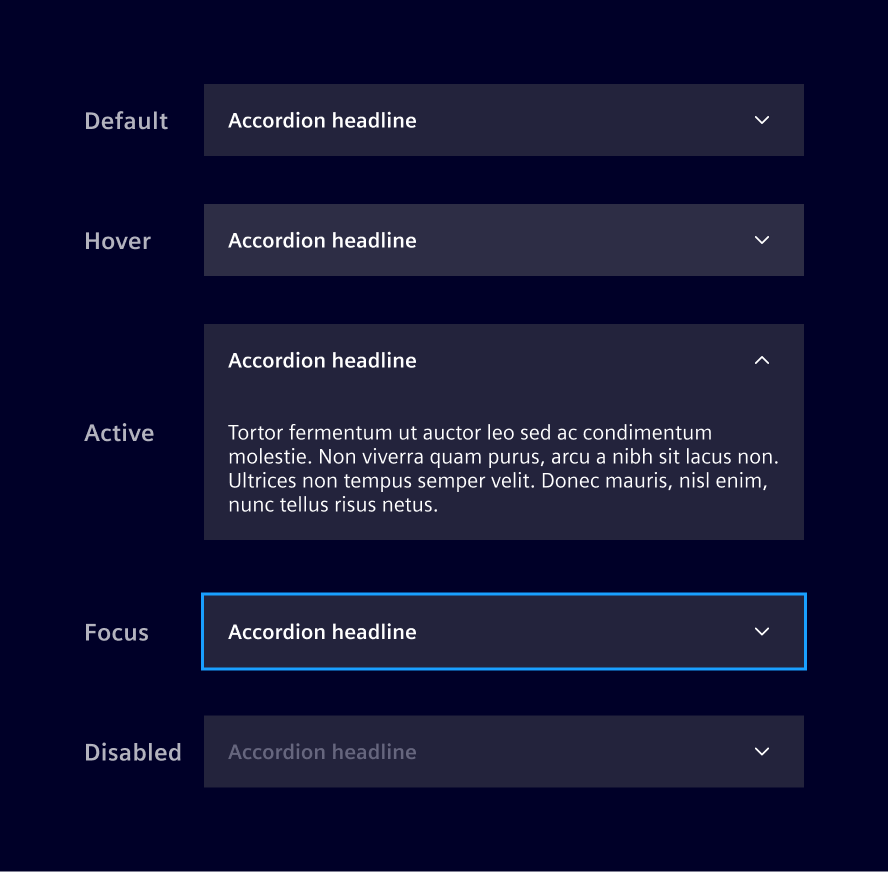 Default
Accordion headline
Hover
Accordion headline
Accordion headline
Active
Tortor fermentum ut auctor leo sed ac condimentum
molestie. Non viverra quam purus, arcu a nibh sit lacus non.
Ultrices non tempus semper velit. Donec mauris, nisl enim,
nunc tellus risus netus.
Focus
Accordion headline
Disabled
Accordion headline